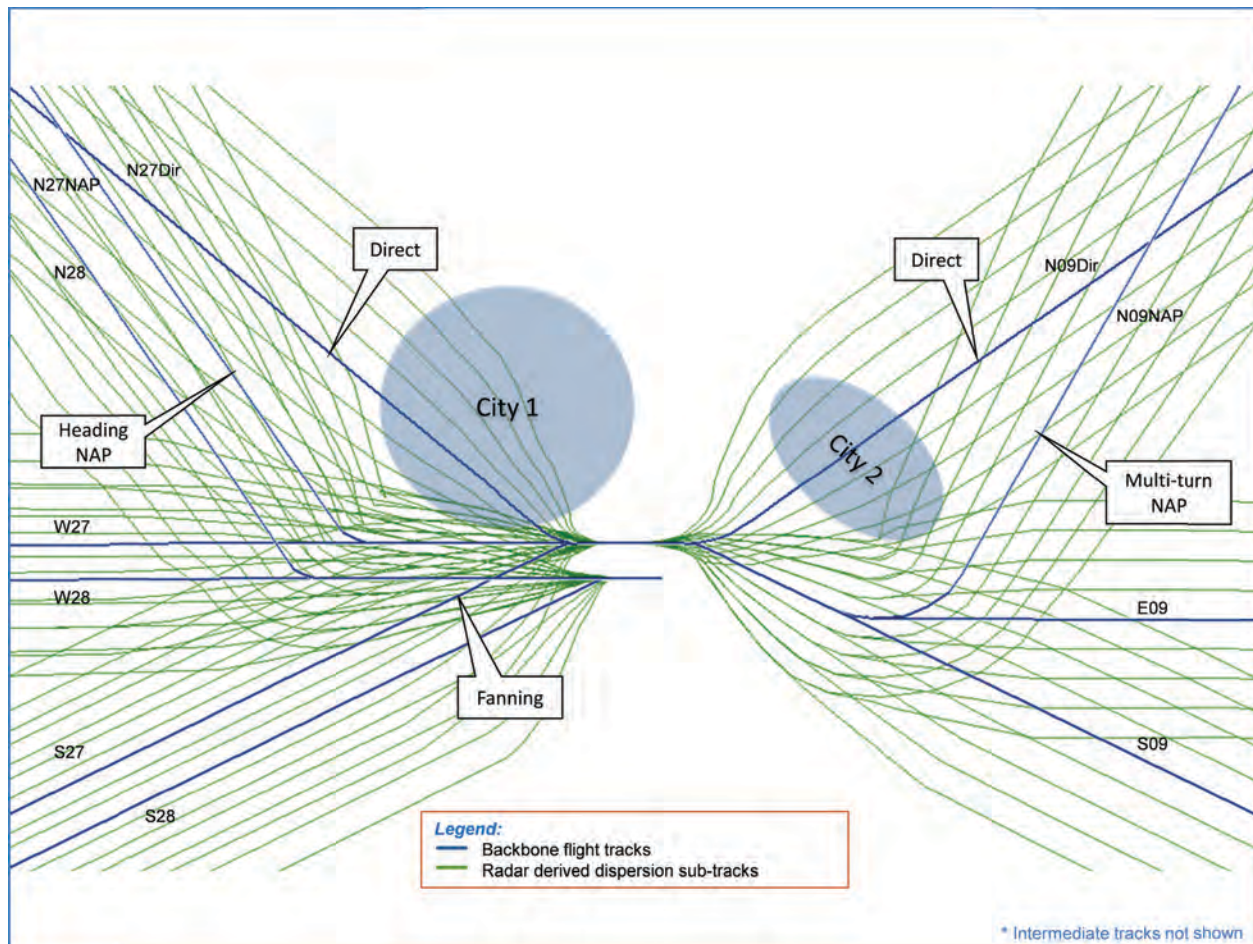 N27Dir
N27NAP
Direct
N28
Direct
N09Dir
N09NAP
City 1
Heading
NAP
City 2
Multi-turn
NAP
W27
W28
E09
Fanning
S27
S09
S28
Legend:
Backbone flight tracks
Radar derived dispersion sub-tracks
* Intermediate tracks not shown